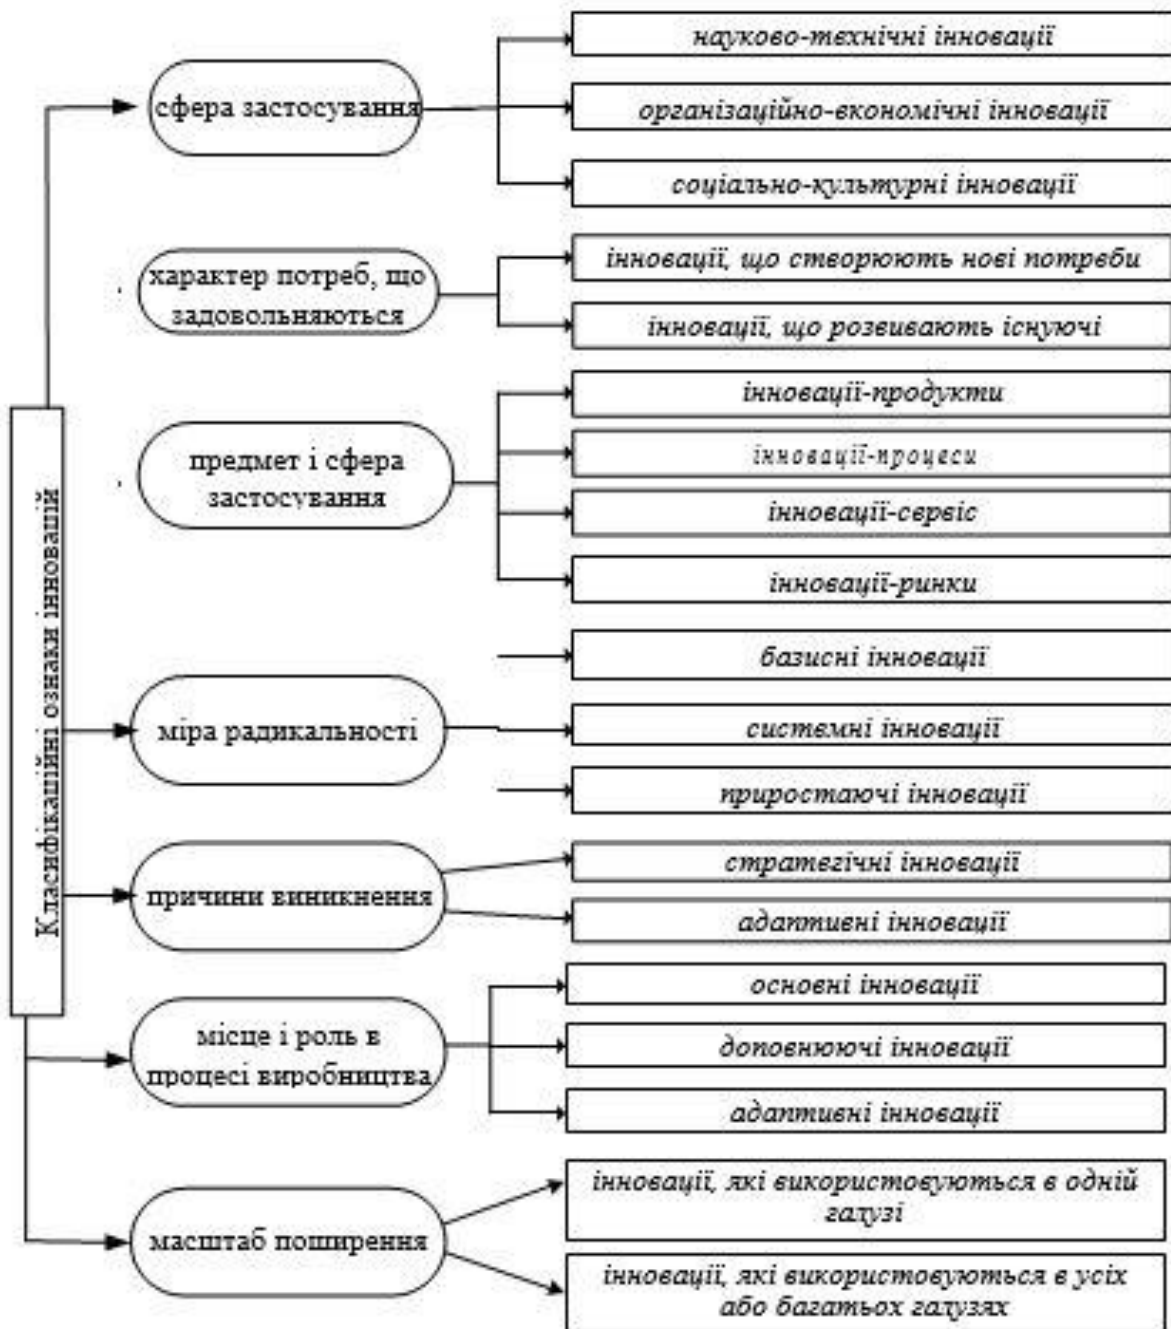 Класифікаційні ознаки інновацій
сфера застосування
науково-технічні інновації
організаційно-економічні інновації
соціально-культурні інновації
характер потреб, що
задовольняються
інновації, що створюють нові потреби
інновації, що розвивають існуючі
предмет і сфера
застосування
інновації-продукти
інновації-процеси
інновації-сервіс
інновації-ринки
міра радикальності
базисні інновації
системні інновації
приростаючі інновації
причини виникнення
стратегічні інновації
адаптивні інновації
місце і роль в
процесі виробництва
основні інновації
доповнюючі інновації
адаптивні інновації
масштаб поширення
інновації, які використовуються в одній
галузі
інновації, які використовуються в усіх
або багатьох галузях